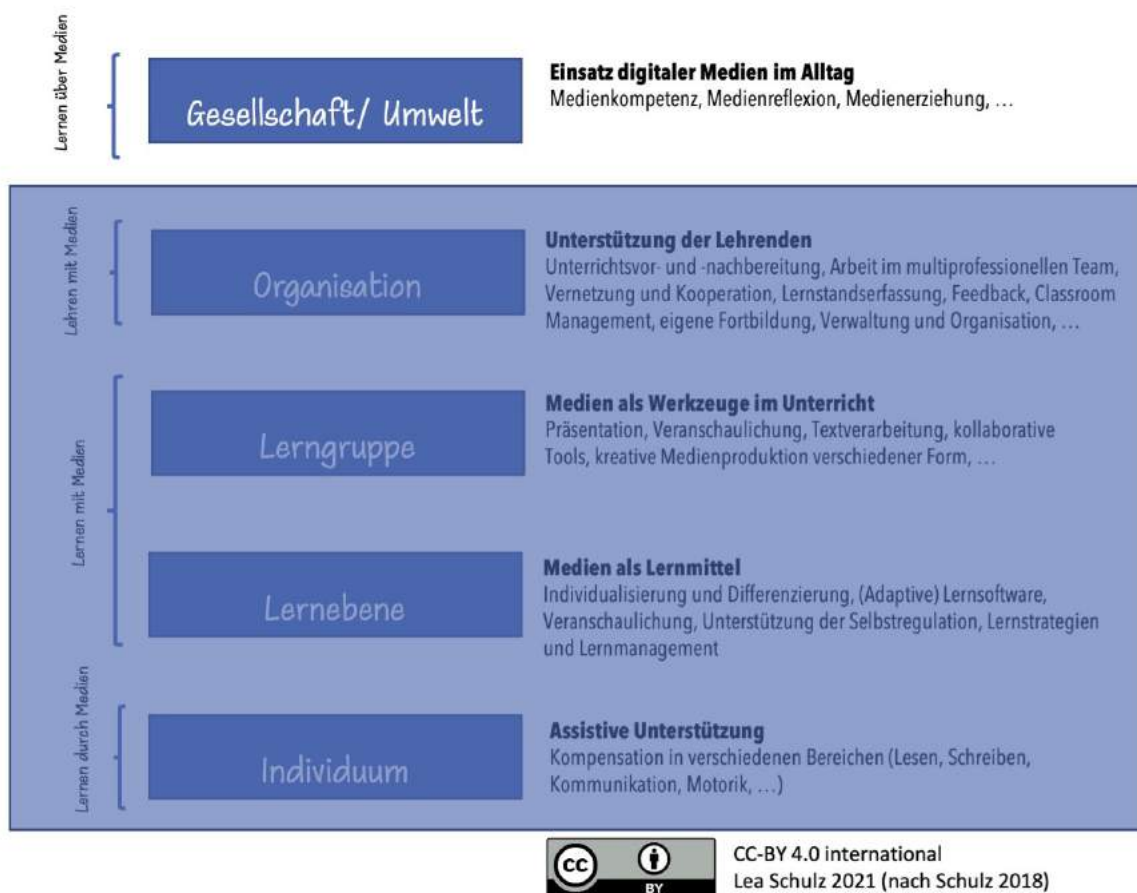 Lernen über Medien
Gesellschaft/ Umwelt
Einsatz digitaler Medien im Alltag
Medienkompetenz, Medienreflexion, Medienerziehung, …
Lehren mit Medien
Organisation
Unterstützung der Lehrenden
Unterrichtsvor- und -nachbereitung, Arbeit im multiprofessionellen Team,
Vernetzung und Kooperation, Lernstandserfassung, Feedback, Classroom
Management, eigene Fortbildung, Verwaltung und Organisation, …
Lernen mit Medien
Lerngruppe
Medien als Werkzeuge im Unterricht
Präsentation, Veranschaulichung, Textverarbeitung, kollaborative
Tools, kreative Medienproduktion verschiedener Form, …
Lernebene
Medien als Lernmittel
Individualisierung und Differenzierung, (Adaptive) Lernsoftware,
Veranschaulichung, Unterstützung der Selbstregulation, Lernstrategien
und Lernmanagement
Lernen durch Medien
Individuum
Assistive Unterstützung
Kompensation in verschiedenen Bereichen (Lesen, Schreiben,
Kommunikation, Motorik, …)
cc
BY
CC-BY 4.0 international
Lea Schulz 2021 (nach Schulz 2018)